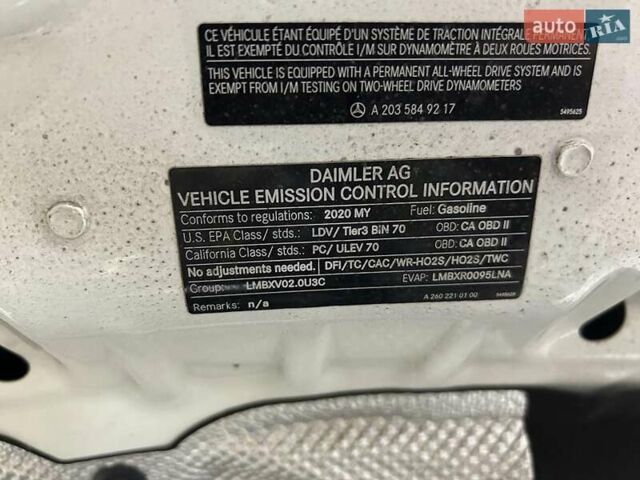 auto RIA
.com
CE VÉHICULE ÉTANT ÉQUIPÉ D'UN SYSTÈME DE TRACTION INTÉGRALE PERMANENT
IL EST EXEMPTÉ DU CONTRÔLE I/M SUR DYNAMOMÈTRE À DEUX ROUES MOTRICES.
THIS VEHICLE IS EQUIPPED WITH A PERMANENT ALL-WHEEL DRIVE SYSTEM AND IS
EXEMPT FROM I/M TESTING ON TWO-WHEEL DRIVE DYNAMOMETERS
A 203 584 92 17
5495625
DAIMLER AG
VEHICLE EMISSION CONTROL INFORMATION
Conforms to regulations: 2020 MY Fuel: Gasoline
U.S. EPA Class/ stds.: LDV/ Tier3 BIN 70 OBD: CA OBD II
California Class/ stds.: PC/ ULEV 70 OBD: CA OBD II
No adjustments needed. DFI/TC/CAC/WR-HO2S/HO2S/TWC
Group: LMBXV02.0U3C EVAP: LMBXR0095LNA
Remarks: n/a A 260 221 01 00